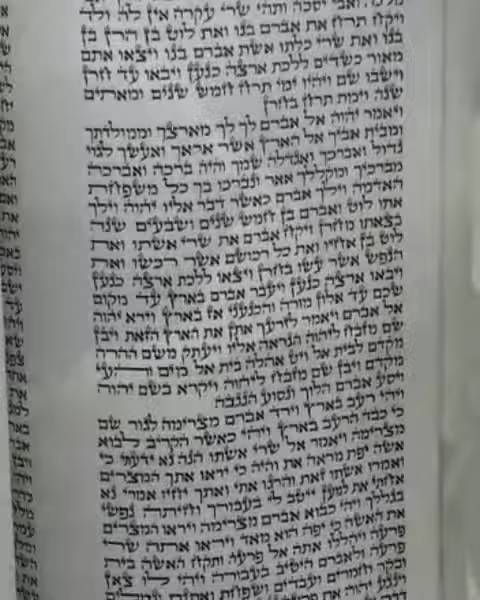 מלכה ואבי יסכה ותהי שרי עקרה אין לה ולד
ויקח תרח את אברם בנו ואת לוט בן הרן בן
בנו ואת שרי כלתו אשת אברם בנו ויצאו אתם
מאור כשדים ללכת ארצה כנען ויבאו עד חרן
וישבו שם ויהיו ימי תרח חמש שנים ומאתים
שנה וימת תרח בחרן
ויאמר יהוה אל אברם לך לך מארצך וממולדתך
ומבית אביך אל הארץ אשר אראך ואעשך לגוי
גדול ואברכך ואגדלה שמך והיה ברכה ואברכה
מברכיך ומקללך אאר ונברכו בך כל משפחת
האדמה וילך אברם כאשר דבר אליו יהוה וילך
אתו לוט ואברם בן חמש שנים ושבעים שנה
בצאתו מחרן ויקח אברם את שרי אשתו ואת
לוט בן אחיו ואת כל רכושם אשר רכשו ואת
הנפש אשר עשו בחרן ויצאו ללכת ארצה כנען
ויבאו ארצה כנען ויעבר אברם בארץ עד מקום
שכם עד אלון מורה והכנעני אז בארץ וירא יהוה
אל אברם ויאמר לזרעך אתן את הארץ הזאת ויבן
שם מזבח ליהוה הנראה אליו ויעתק משם ההרה
מקדם לבית אל ויט אהלה בית אל מים והעי
מקדם ויבן שם מזבח ליהוה ויקרא בשם יהוה
ויסע אברם הלוך ונסוע הנגבה
ויהי רעב בארץ וירד אברם מצרימה לגור שם
כי כבד הרעב בארץ ויהי כאשר הקריב לבוא
מצרימה ויאמר אל שרי אשתו הנה נא ידעתי כי
אשה יפת מראה את והיה כי יראו אתך המצרים
ואמרו אשתו זאת והרגו אתי ואתך יחיו אמרי נא
אחתי את למען ייטב לי בעבורך וחיתה נפשי
בגללך ויהי כבוא אברם מצרימה ויראו המצרים
את האשה כי יפה הוא מאד ויראו אתה שרי
פרעה ויהללו אתה אל פרעה ותקח האשה בית
פרעה ולאברם היטיב בעבורה ויהי לו צאן
ובקר וחמרים ועבדים ושפחת ואתנת וגמלים
וינגע יהוה את פרעה